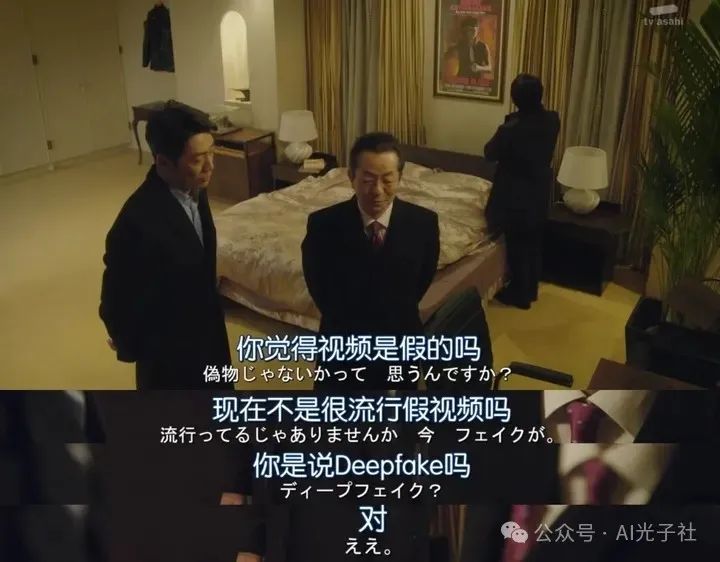 tv asahi
你觉得视频是假的吗
偽物じゃないかって 思うんですか?
现在不是很流行假视频吗
流行ってるじゃありませんか 今 フェイクが。
你是说Deepfake吗
ディープフェイク?
对
ええ。
公众号·AI光子社